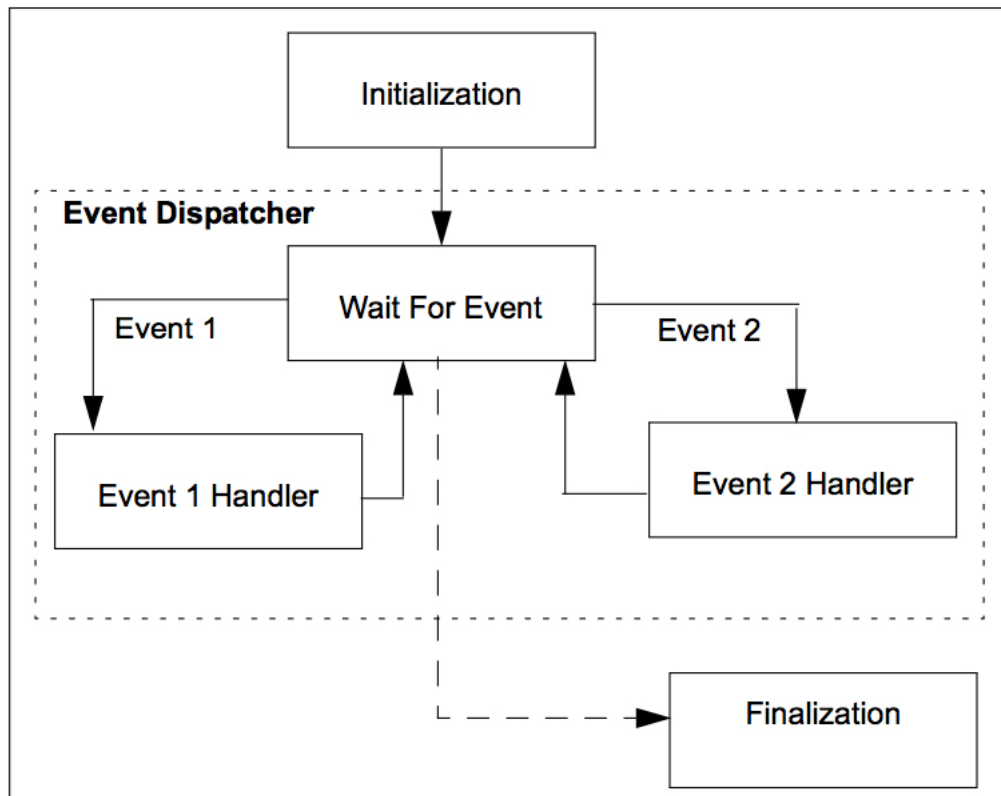 Initialization
Event Dispatcher
Wait For Event
Event 1
Event 2
Event 1 Handler
Event 2 Handler
Finalization